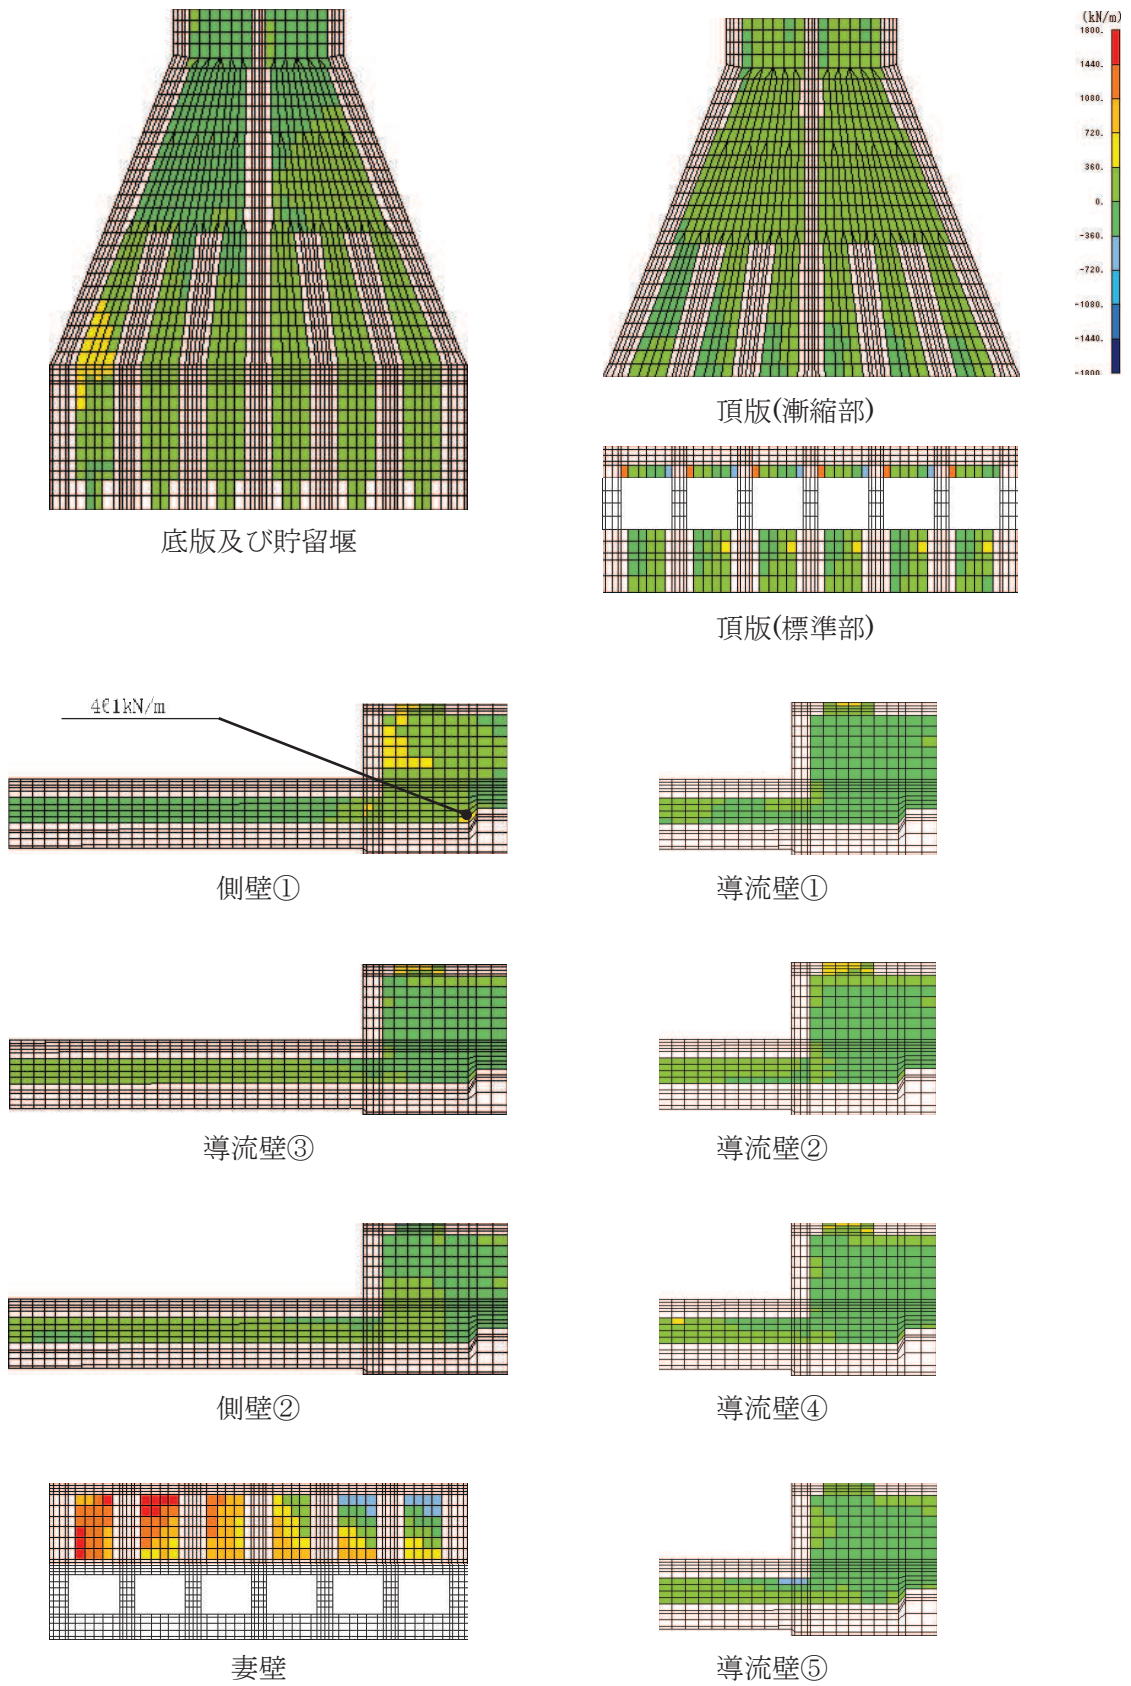 (kN/m)
1800.
1440.
1080.
720.
360.
0.
-360.
-720.
-1080.
-1440.
-1800.
頂版(漸縮部)
底版及び貯留堰
頂版(標準部)
461kN/m
側壁①
導流壁①
導流壁③
導流壁②
側壁②
導流壁④
妻壁
導流壁⑤